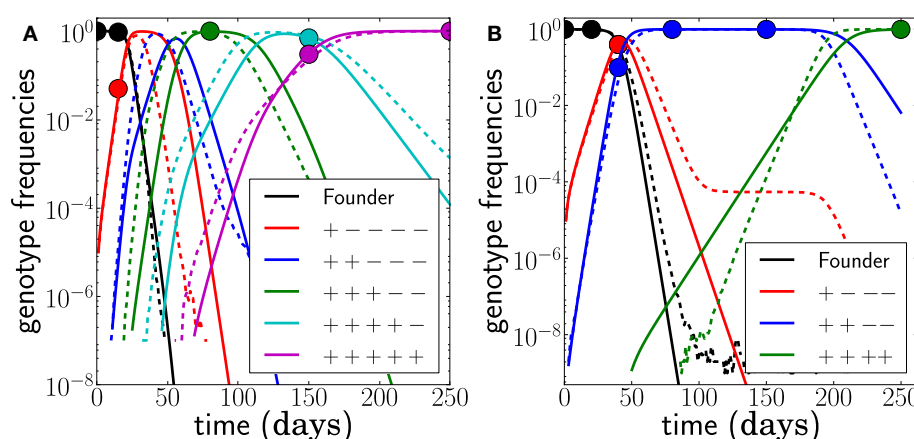 A
genotype frequencies
10^0
10^−2
10^−4
10^−6
10^−8
0 50 100 150 200 250
time (days)
Founder
+ − − − −
+ + − − −
+ + + − −
+ + + + −
+ + + + +
B
genotype frequencies
10^0
10^−2
10^−4
10^−6
10^−8
0 50 100 150 200 250
time (days)
Founder
+ − − −
+ + − −
+ + + +